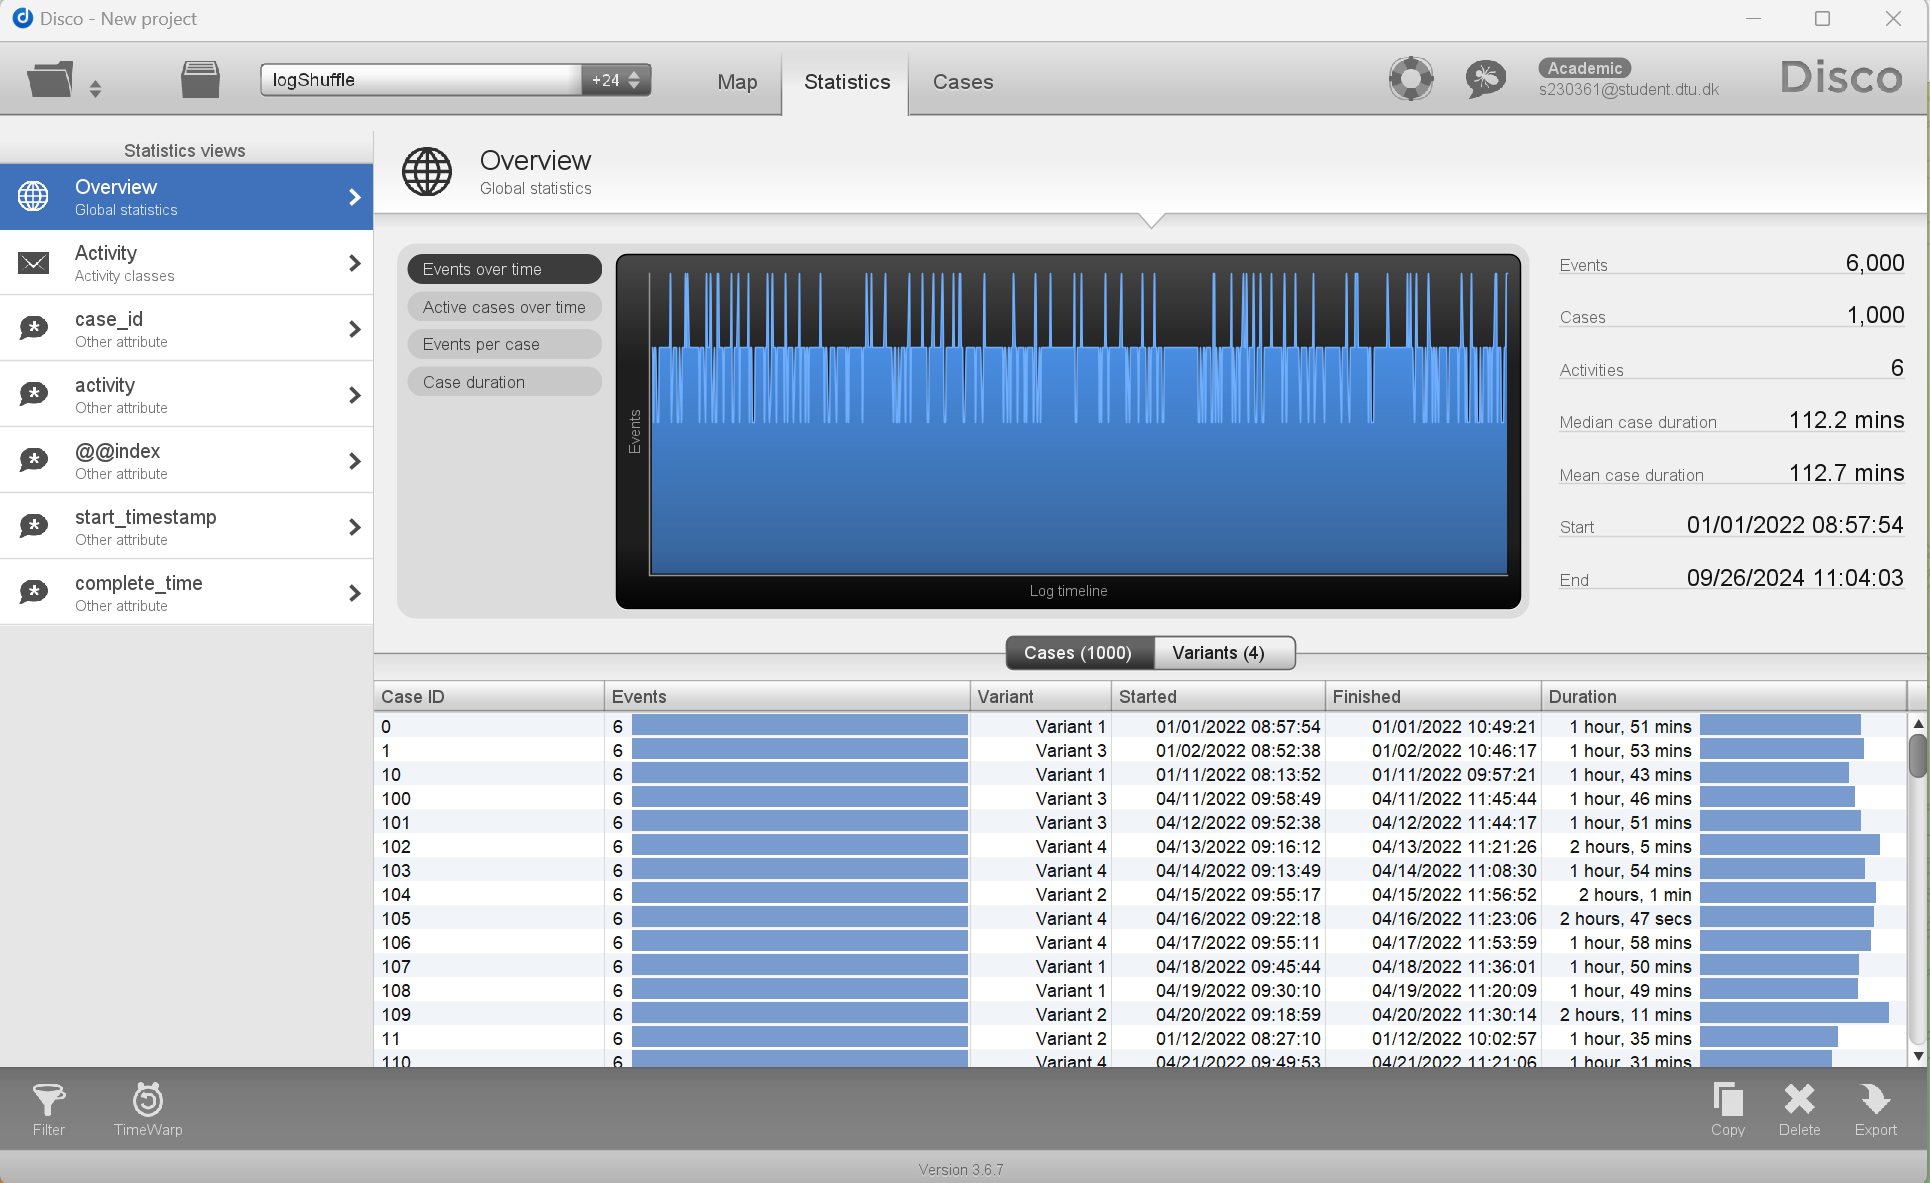 Disco - New project
logShuffle
+24
Map
Statistics
Cases
Academic
s230361@student.dtu.dk
Disco
Statistics views
Overview
Global statistics
Activity
Activity classes
case_id
Other attribute
activity
Other attribute
@@index
Other attribute
start_timestamp
Other attribute
complete_time
Other attribute
Overview
Global statistics
Events over time
Active cases over time
Events per case
Case duration
Events
Log timeline
Events 6,000
Cases 1,000
Activities 6
Median case duration 112.2 mins
Mean case duration 112.7 mins
Start 01/01/2022 08:57:54
End 09/26/2024 11:04:03
Cases (1000) Variants (4)
Case ID Events Variant Started Finished Duration
0 6 Variant 1 01/01/2022 08:57:54 01/01/2022 10:49:21 1 hour, 51 mins
1 6 Variant 3 01/02/2022 08:52:38 01/02/2022 10:46:17 1 hour, 53 mins
10 6 Variant 1 01/11/2022 08:13:52 01/11/2022 09:57:21 1 hour, 43 mins
100 6 Variant 3 04/11/2022 09:58:49 04/11/2022 11:45:44 1 hour, 46 mins
101 6 Variant 3 04/12/2022 09:52:38 04/12/2022 11:44:17 1 hour, 51 mins
102 6 Variant 4 04/13/2022 09:16:12 04/13/2022 11:21:26 2 hours, 5 mins
103 6 Variant 4 04/14/2022 09:13:49 04/14/2022 11:08:30 1 hour, 54 mins
104 6 Variant 2 04/15/2022 09:55:17 04/15/2022 11:56:52 2 hours, 1 min
105 6 Variant 4 04/16/2022 09:22:18 04/16/2022 11:23:06 2 hours, 47 secs
106 6 Variant 4 04/17/2022 09:55:11 04/17/2022 11:53:59 1 hour, 58 mins
107 6 Variant 1 04/18/2022 09:45:44 04/18/2022 11:36:01 1 hour, 50 mins
108 6 Variant 1 04/19/2022 09:30:10 04/19/2022 11:20:09 1 hour, 49 mins
109 6 Variant 2 04/20/2022 09:18:59 04/20/2022 11:30:14 2 hours, 11 mins
11 6 Variant 2 01/12/2022 08:27:10 01/12/2022 10:02:57 1 hour, 35 mins
110 6 Variant 4 04/21/2022 09:49:53 04/21/2022 11:21:06 1 hour, 31 mins
Filter
TimeWarp
Copy
Delete
Export
Version 3.6.7